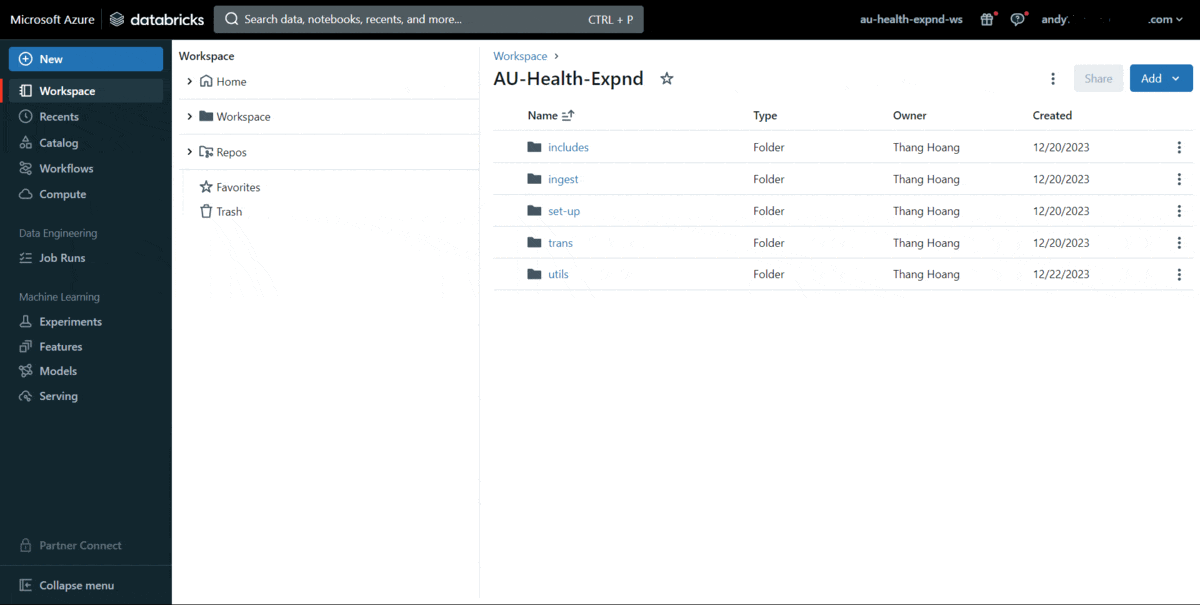 Microsoft Azure databricks Search data, notebooks, recents, and more... CTRL + P au-health-expnd-ws andy. .com
New
Workspace
Recents
Catalog
Workflows
Compute
Data Engineering
Job Runs
Machine Learning
Experiments
Features
Models
Serving
Partner Connect
Collapse menu
Workspace
Home
Workspace
Repos
Favorites
Trash
Workspace >
AU-Health-Expnd
Share Add
Name Type Owner Created
includes Folder Thang Hoang 12/20/2023
ingest Folder Thang Hoang 12/20/2023
set-up Folder Thang Hoang 12/20/2023
trans Folder Thang Hoang 12/20/2023
utils Folder Thang Hoang 12/22/2023